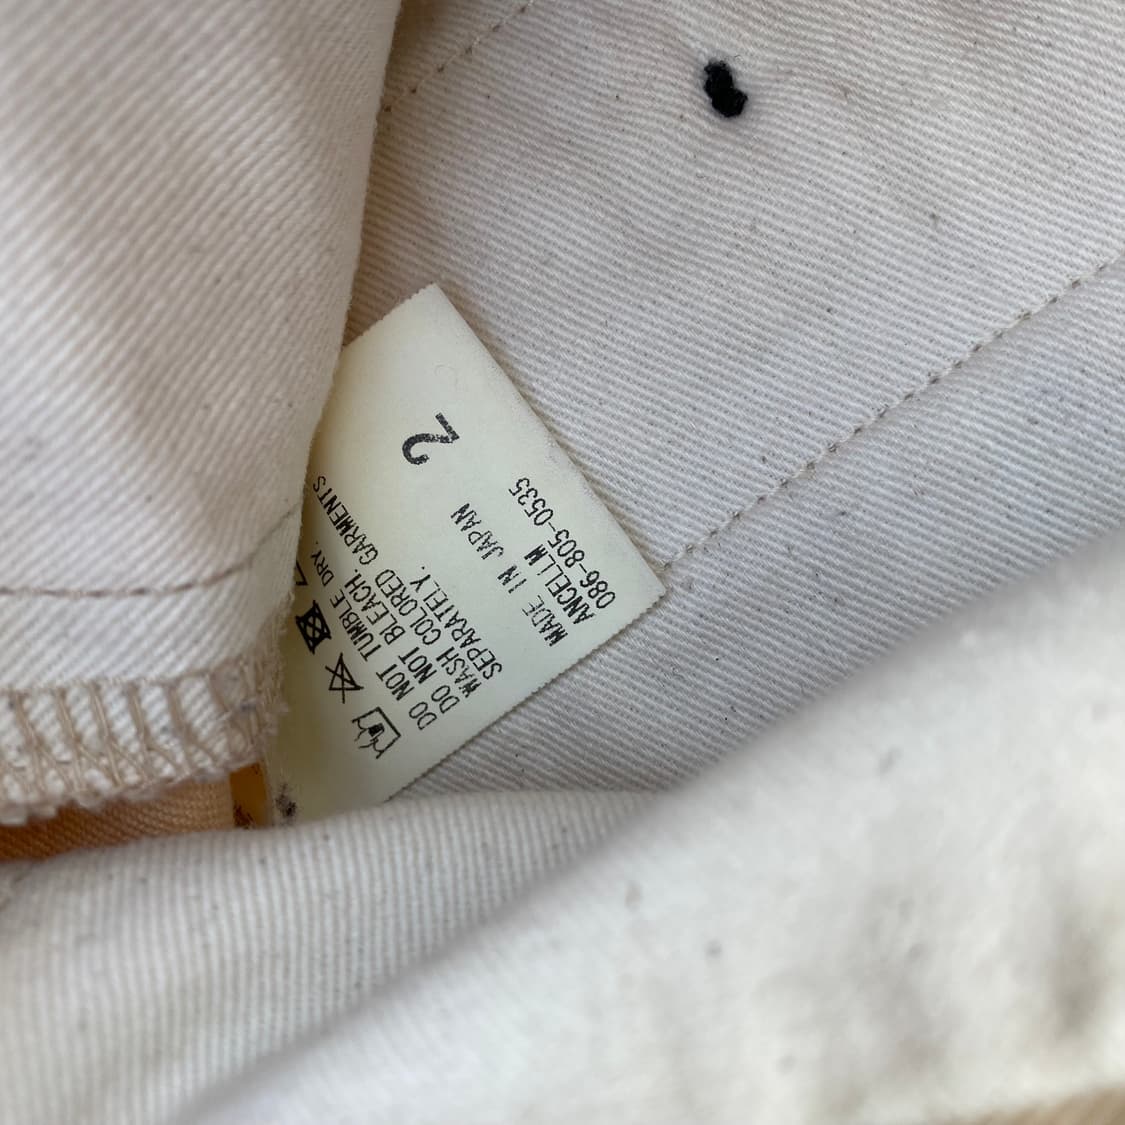 DO NOT TUMBLE DRY.
DO NOT BLEACH.
WASH COLORED GARMENTS
SEPARATELY.
2
MADE IN JAPAN
ANCELLM
086-805-0535